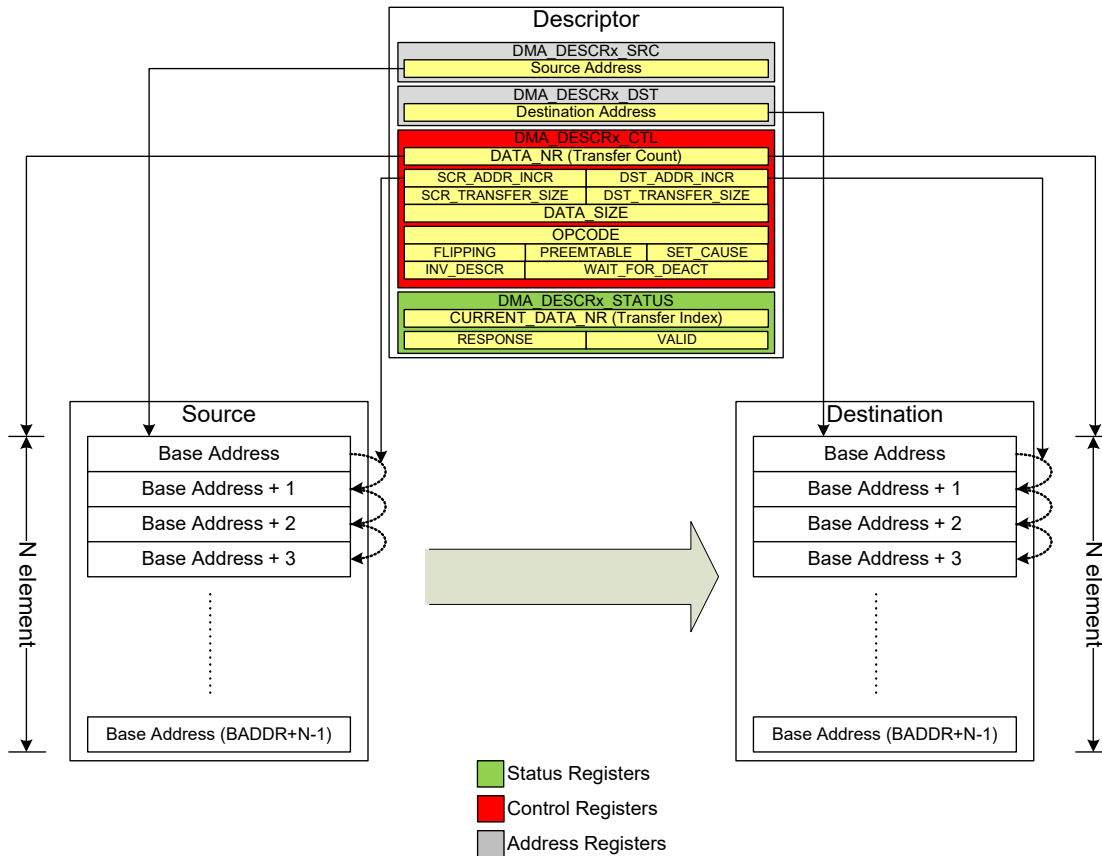 Descriptor
DMA_DESCRx_SRC
Source Address
DMA_DESCRx_DST
Destination Address
DMA_DESCRx_CTL
DATA_NR (Transfer Count)
SCR_ADDR_INCR DST_ADDR_INCR
SCR_TRANSFER_SIZE DST_TRANSFER_SIZE
DATA_SIZE
OPCODE
FLIPPING PREEMTABLE SET_CAUSE
INV_DESCR WAIT_FOR_DEACT
DMA_DESCRx_STATUS
CURRENT_DATA_NR (Transfer Index)
RESPONSE VALID
Source
Base Address
Base Address + 1
Base Address + 2
Base Address + 3
Base Address (BADDR+N-1)
N element
Destination
Base Address
Base Address + 1
Base Address + 2
Base Address + 3
Base Address (BADDR+N-1)
N element
Status Registers
Control Registers
Address Registers